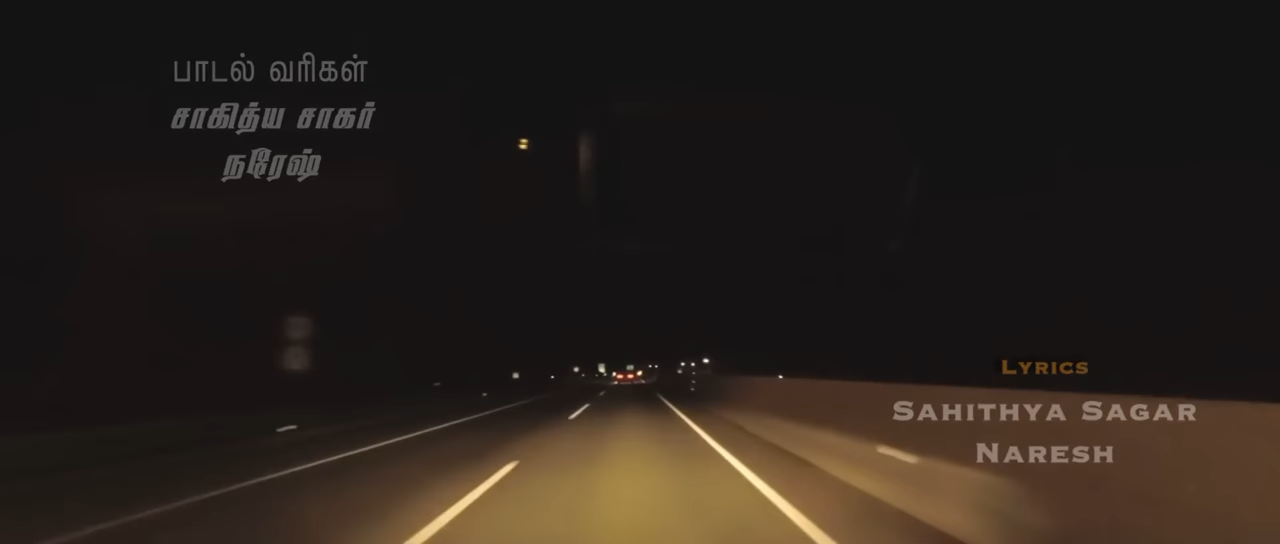 பாடல் வரிகள்
சாகித்ய சாகர்
நரேஷ்
Lyrics
Sahithya Sagar
Naresh